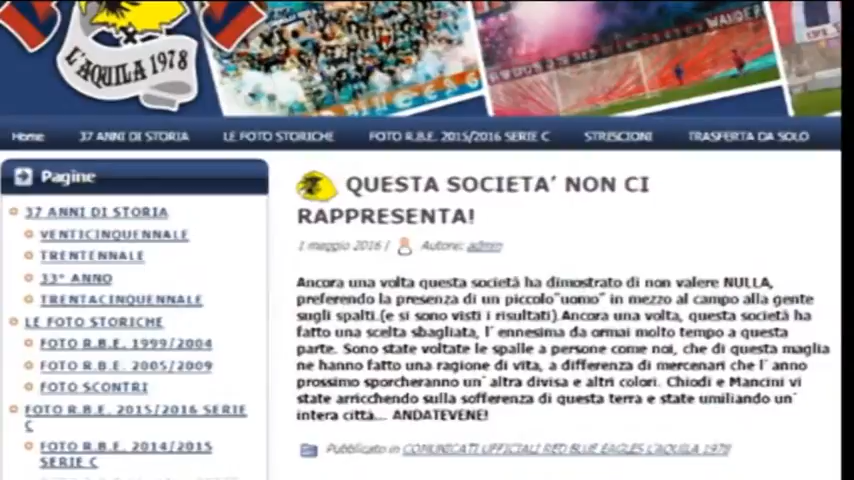 L'AQUILA 1978
WANDER
Home 37 ANNI DI STORIA LE FOTO STORICHE FOTO R.B.E. 2015/2016 SERIE C STRISCIONI TRASFERTA DA SOLO
Pagine
37 ANNI DI STORIA
VENTICINQUENNALE
TRENTENNALE
33° ANNO
TRENTACINQUENNALE
LE FOTO STORICHE
FOTO R.B.E. 1999/2004
FOTO R.B.E. 2005/2009
FOTO SCONTRI
FOTO R.B.E. 2015/2016 SERIE
C
FOTO R.B.E. 2014/2015
SERIE C
QUESTA SOCIETA' NON CI
RAPPRESENTA!
1 maggio 2016 | Autore: admin
Ancora una volta questa società ha dimostrato di non valere NULLA,
preferendo la presenza di un piccolo"uomo" in mezzo al campo alla gente
sugli spalti.(e si sono visti i risultati).Ancora una volta, questa società ha
fatto una scelta sbagliata, l' ennesima da ormai molto tempo a questa
parte. Sono state voltate le spalle a persone come noi, che di questa maglia
ne hanno fatto una ragione di vita, a differenza di mercenari che l' anno
prossimo sporcheranno un' altra divisa e altri colori. Chiodi e Mancini vi
state arricchendo sulla sofferenza di questa terra e state umiliando un'
intera città... ANDATEVENE!
Pubblicato in COMUNICATI UFFICIALI RED BLUE EAGLES L'AQUILA 1978